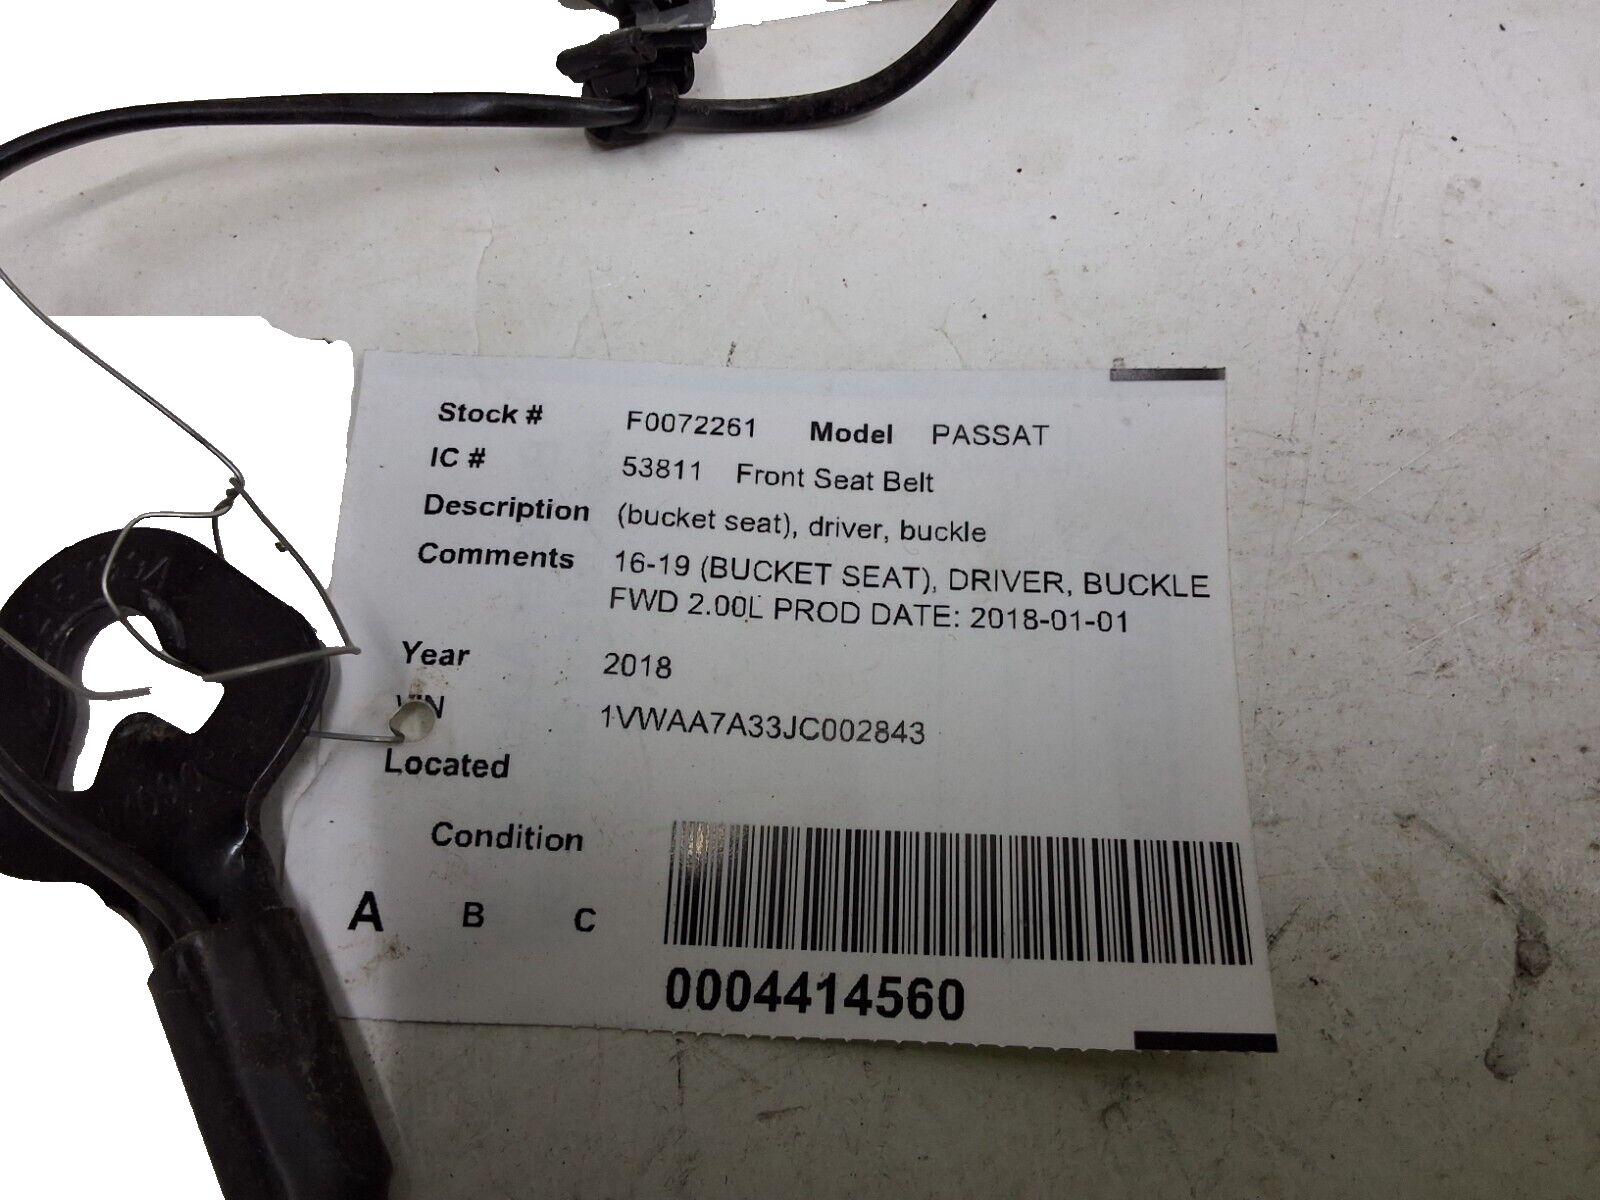 Stock # F0072261 Model PASSAT
IC # 53811 Front Seat Belt
Description (bucket seat), driver, buckle
Comments 16-19 (BUCKET SEAT), DRIVER, BUCKLE
FWD 2.00L PROD DATE: 2018-01-01
Year 2018
VIN 1VWAA7A33JC002843
Located
Condition
A B C
0004414560